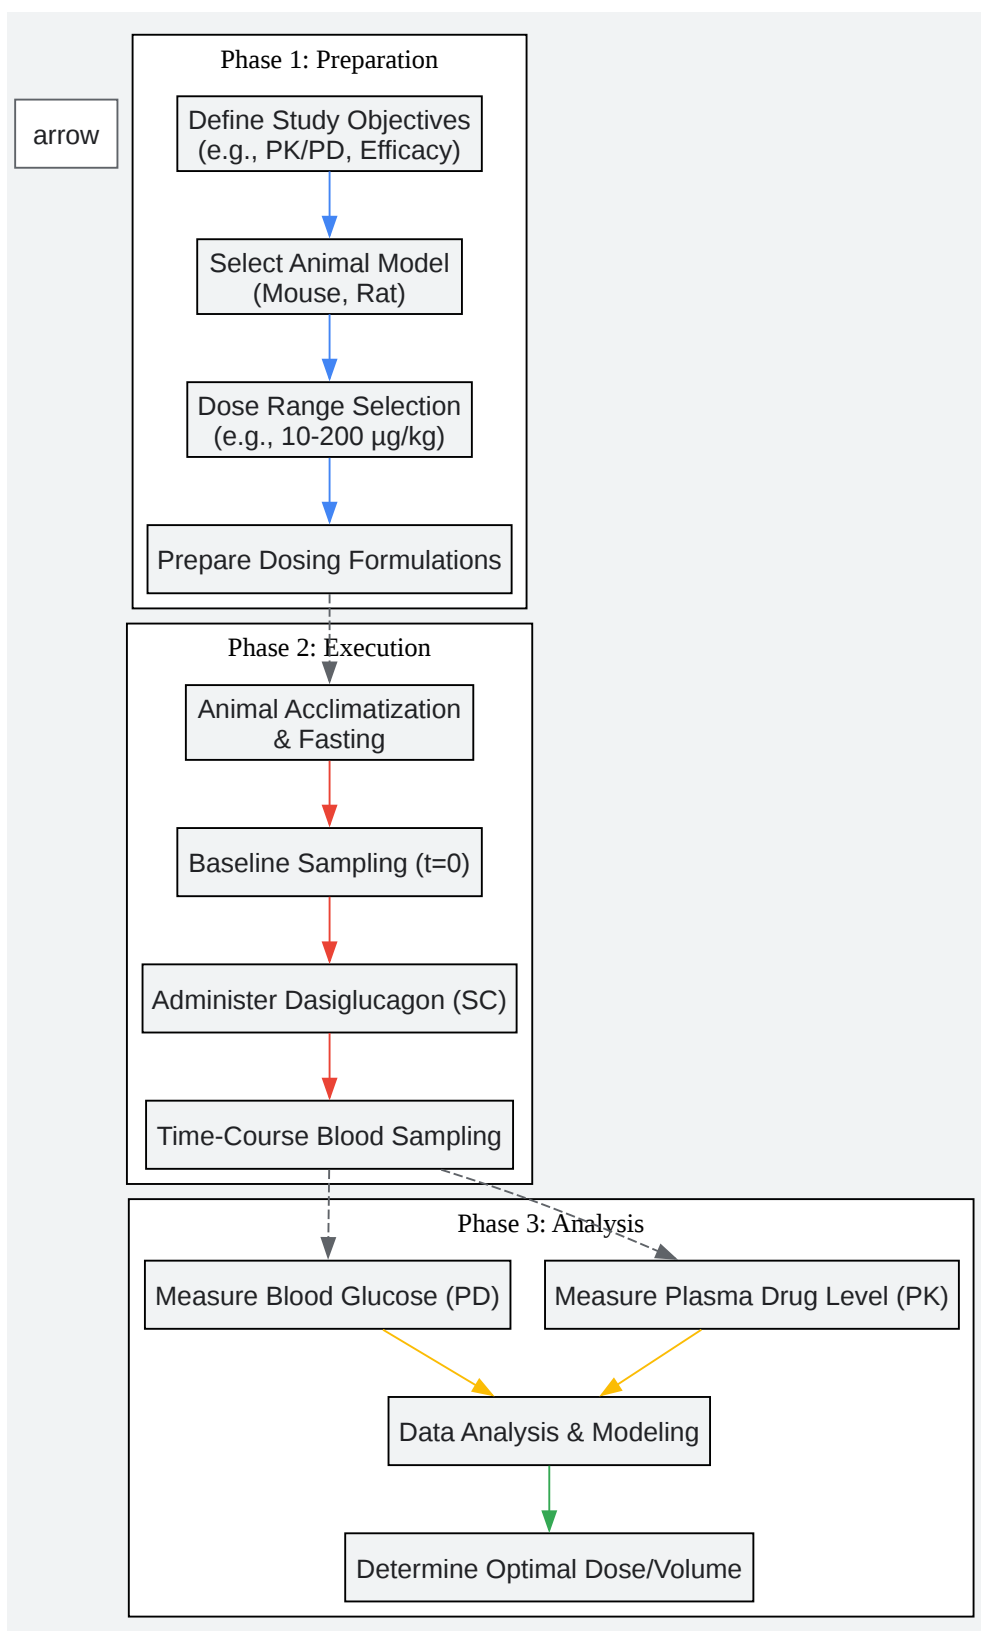 Phase 1: Preparation
arrow
Define Study Objectives
(e.g., PK/PD, Efficacy)
Select Animal Model
(Mouse, Rat)
Dose Range Selection
(e.g., 10-200 µg/kg)
Prepare Dosing Formulations
Phase 2: Execution
Animal Acclimatization
& Fasting
Baseline Sampling (t=0)
Administer Dasiglucagon (SC)
Time-Course Blood Sampling
Phase 3: Analysis
Measure Blood Glucose (PD)
Measure Plasma Drug Level (PK)
Data Analysis & Modeling
Determine Optimal Dose/Volume